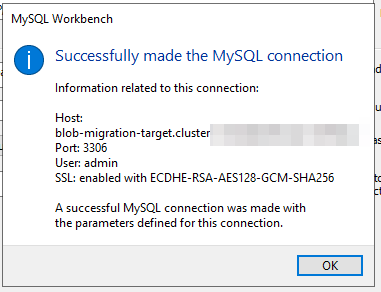 MySQL Workbench
Successfully made the MySQL connection
Information related to this connection:
Host:
blob-migration-target.cluster
Port: 3306
User: admin
SSL: enabled with ECDHE-RSA-AES128-GCM-SHA256
A successful MySQL connection was made with
the parameters defined for this connection.
OK